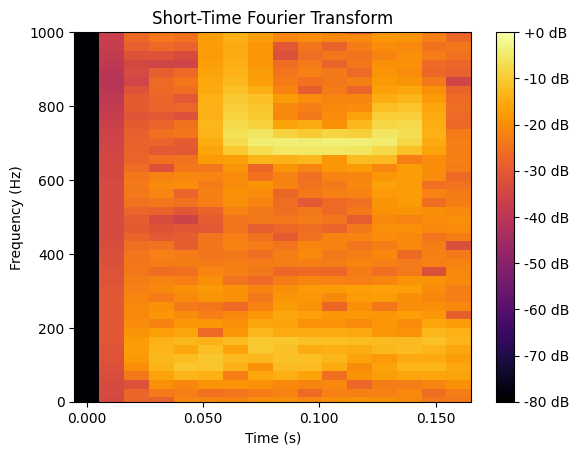 Short-Time Fourier Transform
Frequency (Hz)
1000
800
600
400
200
0
0.000
0.050
0.100
0.150
Time (s)
+0 dB
-10 dB
-20 dB
-30 dB
-40 dB
-50 dB
-60 dB
-70 dB
-80 dB